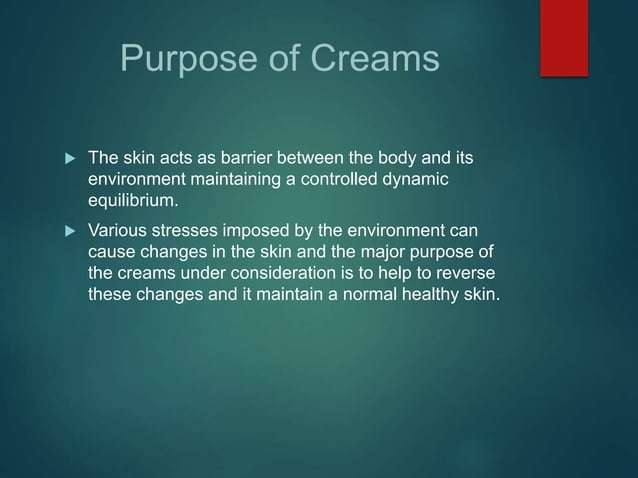 Purpose of Creams
The skin acts as barrier between the body and its
environment maintaining a controlled dynamic
equilibrium.
Various stresses imposed by the environment can
cause changes in the skin and the major purpose of
the creams under consideration is to help to reverse
these changes and it maintain a normal healthy skin.